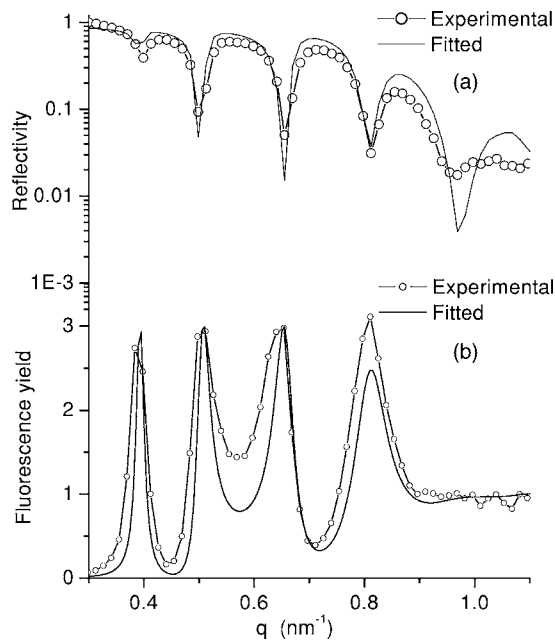 1
Experimental
Fitted
(a)
0.1
Reflectivity
0.01
1E-3
Experimental
Fitted
(b)
3
2
Fluorescence yield
1
0
0.4
0.6
0.8
1.0
q (nm⁻¹)